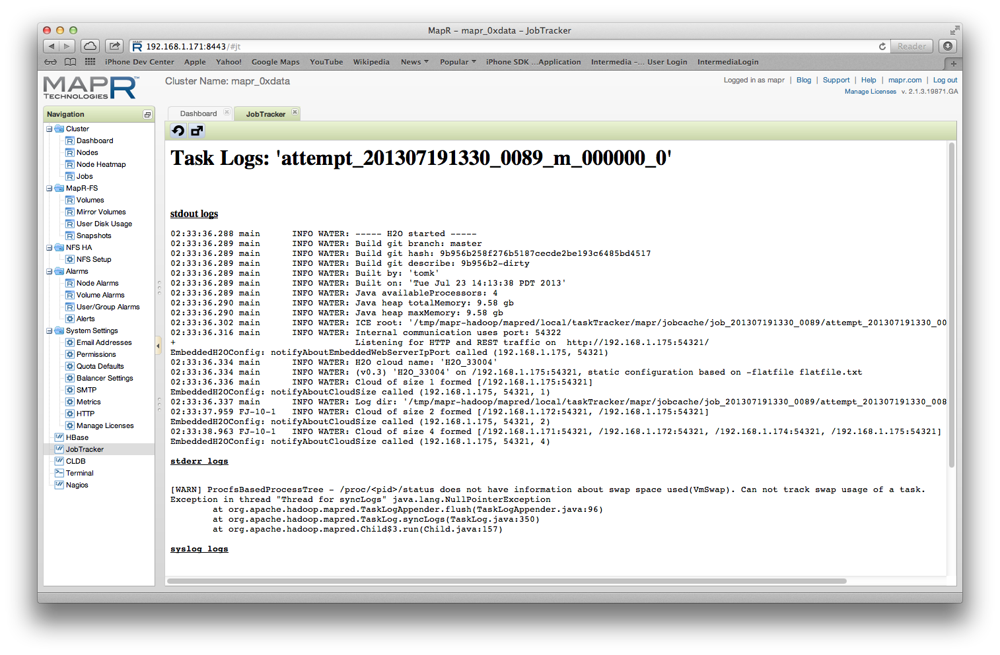 MapR – mapr_0xdata – JobTracker
192.168.1.171:8443/#jt
Reader
iPhone Dev Center Apple Yahoo! Google Maps YouTube Wikipedia News ▼ Popular ▼ iPhone SDK ...Application Intermedia -... User Login IntermediaLogin
MAPR™
TECHNOLOGIES
Cluster Name: mapr_0xdata
Logged in as mapr | Blog | Support | Help | mapr.com | Log out
Manage Licenses v. 2.1.3.19871.GA
Navigation
Cluster
Dashboard
Nodes
Node Heatmap
Jobs
MapR-FS
Volumes
Mirror Volumes
User Disk Usage
Snapshots
NFS HA
NFS Setup
Alarms
Node Alarms
Volume Alarms
User/Group Alarms
Alerts
System Settings
Email Addresses
Permissions
Quota Defaults
Balancer Settings
SMTP
Metrics
HTTP
Manage Licenses
HBase
JobTracker
CLDB
Terminal
Nagios
Dashboard JobTracker
Task Logs: 'attempt_201307191330_0089_m_000000_0'
stdout logs
02:33:36.288 main INFO WATER: ----- H2O started -----
02:33:36.289 main INFO WATER: Build git branch: master
02:33:36.289 main INFO WATER: Build git hash: 9b956b258f276b5187cecde2be193c6485bd4517
02:33:36.289 main INFO WATER: Build git describe: 9b956b2-dirty
02:33:36.289 main INFO WATER: Built by: 'tomk'
02:33:36.289 main INFO WATER: Built on: 'Tue Jul 23 14:13:38 PDT 2013'
02:33:36.289 main INFO WATER: Java availableProcessors: 4
02:33:36.290 main INFO WATER: Java heap totalMemory: 9.58 gb
02:33:36.290 main INFO WATER: Java heap maxMemory: 9.58 gb
02:33:36.302 main INFO WATER: ICE root: '/tmp/mapr-hadoop/mapred/local/taskTracker/mapr/jobcache/job_201307191330_0089/attempt_201307191330_00
02:33:36.316 main INFO WATER: Internal communication uses port: 54322
+ Listening for HTTP and REST traffic on http://192.168.1.175:54321/
EmbeddedH2OConfig: notifyAboutEmbeddedWebServerIpPort called (192.168.1.175, 54321)
02:33:36.334 main INFO WATER: H2O cloud name: 'H2O_33004'
02:33:36.334 main INFO WATER: (v0.3) 'H2O_33004' on /192.168.1.175:54321, static configuration based on -flatfile flatfile.txt
02:33:36.336 main INFO WATER: Cloud of size 1 formed [/192.168.1.175:54321]
EmbeddedH2OConfig: notifyAboutCloudSize called (192.168.1.175, 54321, 1)
02:33:36.337 main INFO WATER: Log dir: '/tmp/mapr-hadoop/mapred/local/taskTracker/mapr/jobcache/job_201307191330_0089/attempt_201307191330_008
02:33:37.959 FJ-10-1 INFO WATER: Cloud of size 2 formed [/192.168.1.172:54321, /192.168.1.175:54321]
EmbeddedH2OConfig: notifyAboutCloudSize called (192.168.1.175, 54321, 2)
02:33:38.963 FJ-10-1 INFO WATER: Cloud of size 4 formed [/192.168.1.171:54321, /192.168.1.172:54321, /192.168.1.174:54321, /192.168.1.175:54321]
EmbeddedH2OConfig: notifyAboutCloudSize called (192.168.1.175, 54321, 4)
stderr logs
[WARN] ProcfsBasedProcessTree - /proc/<pid>/status does not have information about swap space used(VmSwap). Can not track swap usage of a task.
Exception in thread "Thread for syncLogs" java.lang.NullPointerException
at org.apache.hadoop.mapred.TaskLogAppender.flush(TaskLogAppender.java:96)
at org.apache.hadoop.mapred.TaskLog.syncLogs(TaskLog.java:350)
at org.apache.hadoop.mapred.Child$3.run(Child.java:157)
syslog logs